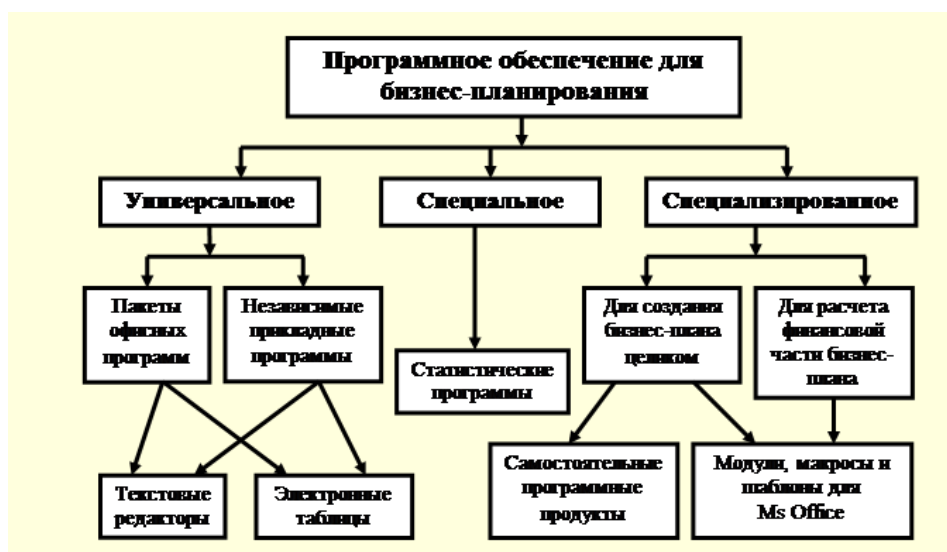 Программное обеспечение для
бизнес-планирования
Универсальное
Специальное
Специализированное
Пакеты
офисных
программ
Независимые
прикладные
программы
Для создания
бизнес-плана
целиком
Для расчета
финансовой
части бизнес-
плана
Статистические
программы
Текстовые
редакторы
Электронные
таблицы
Самостоятельные
программные
продукты
Модули, макросы и
шаблоны для
Ms Office